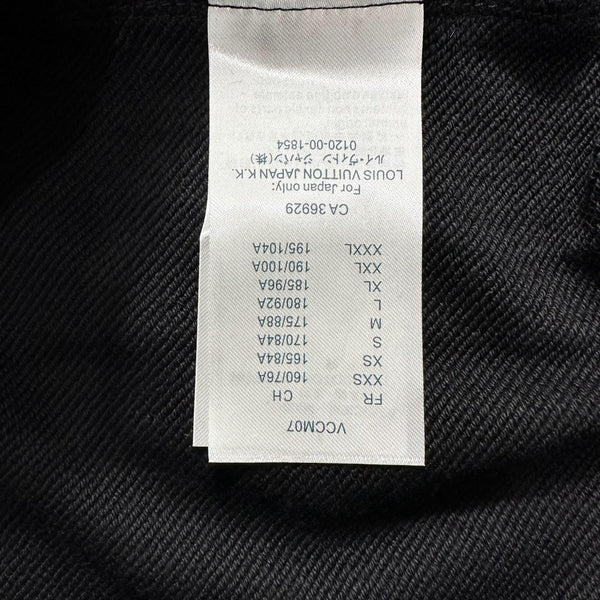 VCCM07
FR CH
XXS 160/76A
XS 165/84A
S 170/84A
M 175/88A
L 180/92A
XL 185/96A
XXL 190/100A
XXXL 195/104A
CA 36929
For Japan only:
LOUIS VUITTON JAPAN K.K.
ルイ・ヴィトン ジャパン(株)
0120-00-1854